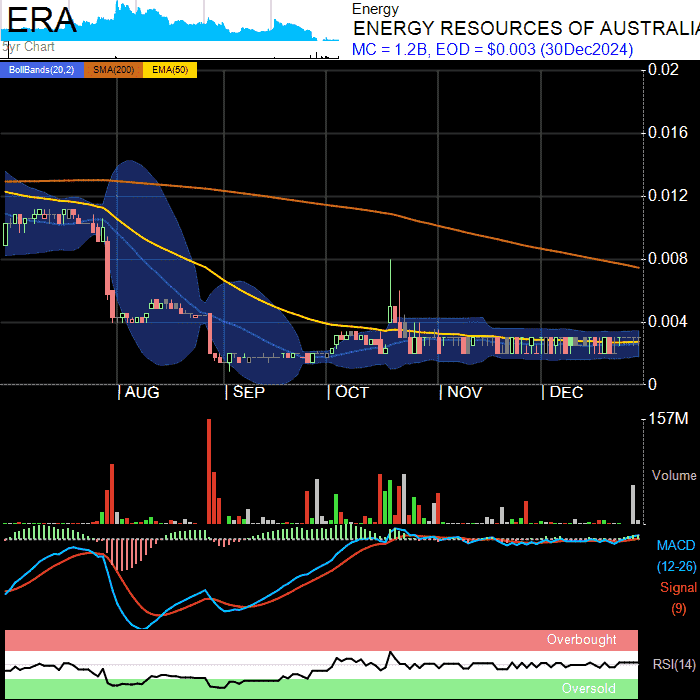 ERA
5yr Chart
Energy
ENERGY RESOURCES OF AUSTRALIA
MC = 1.2B, EOD = $0.003 (30Dec2024)
BollBands(20,2) SMA(200) EMA(50)
0.02
0.016
0.012
0.008
0.004
0
AUG SEP OCT NOV DEC
157M
Volume
MACD
(12-26)
Signal
(9)
Overbought
RSI(14)
Oversold